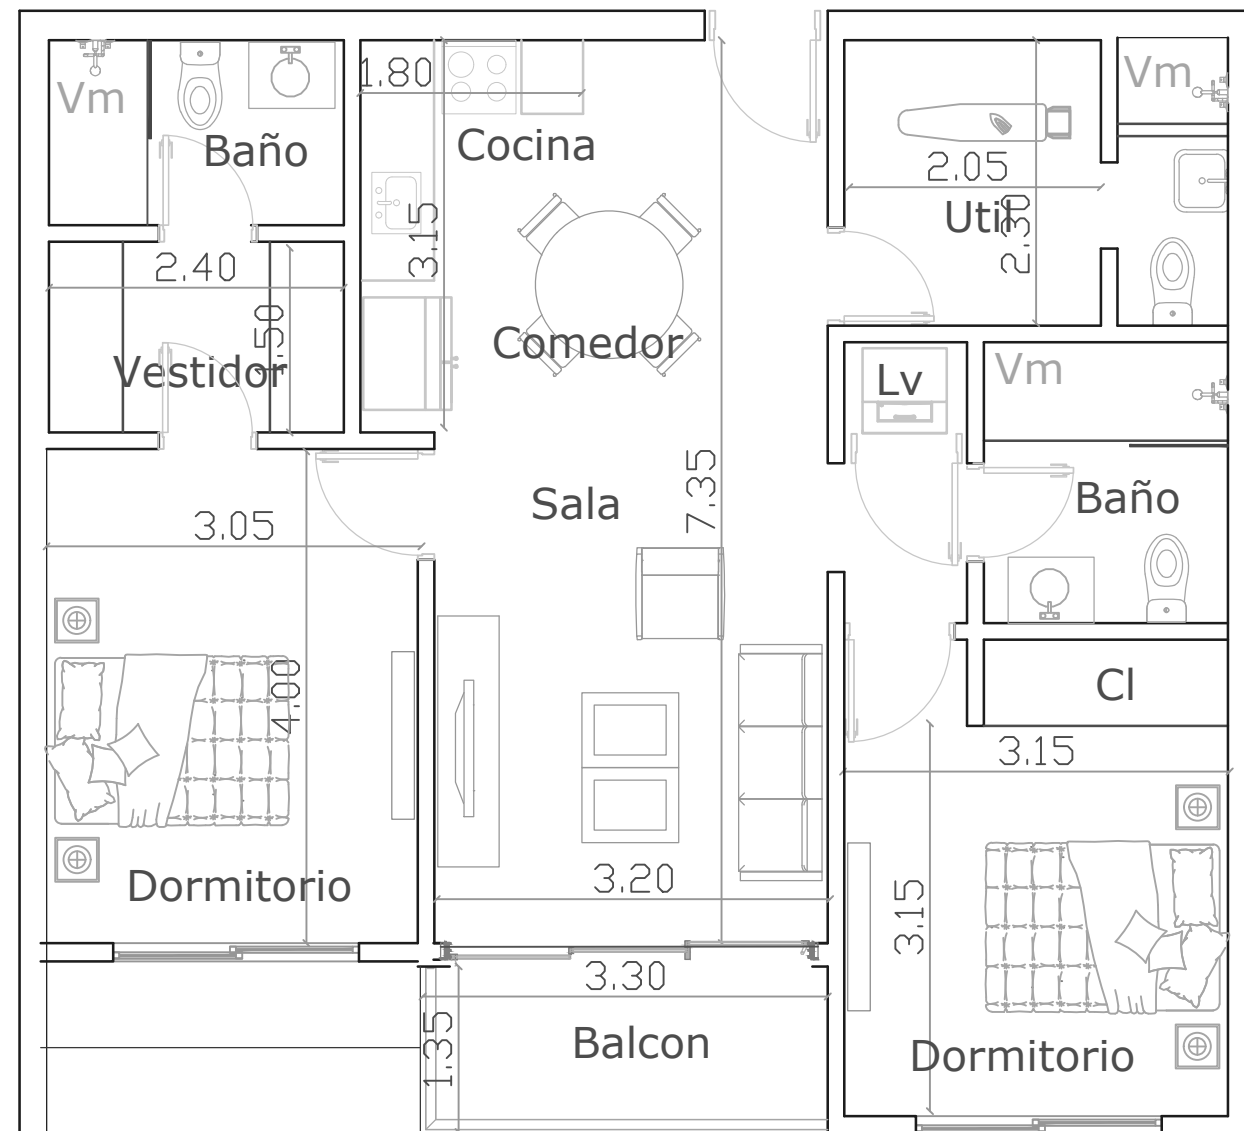 Vm
1.80
Vm
Baño
Cocina
2.05
Util
2.30
3.15
2.40
1.50
Vestidor
Comedor
Vm
Lv
7.35
Sala
Baño
3.05
4.00
Cl
3.15
Dormitorio
3.20
3.15
3.30
1.35
Balcon
Dormitorio